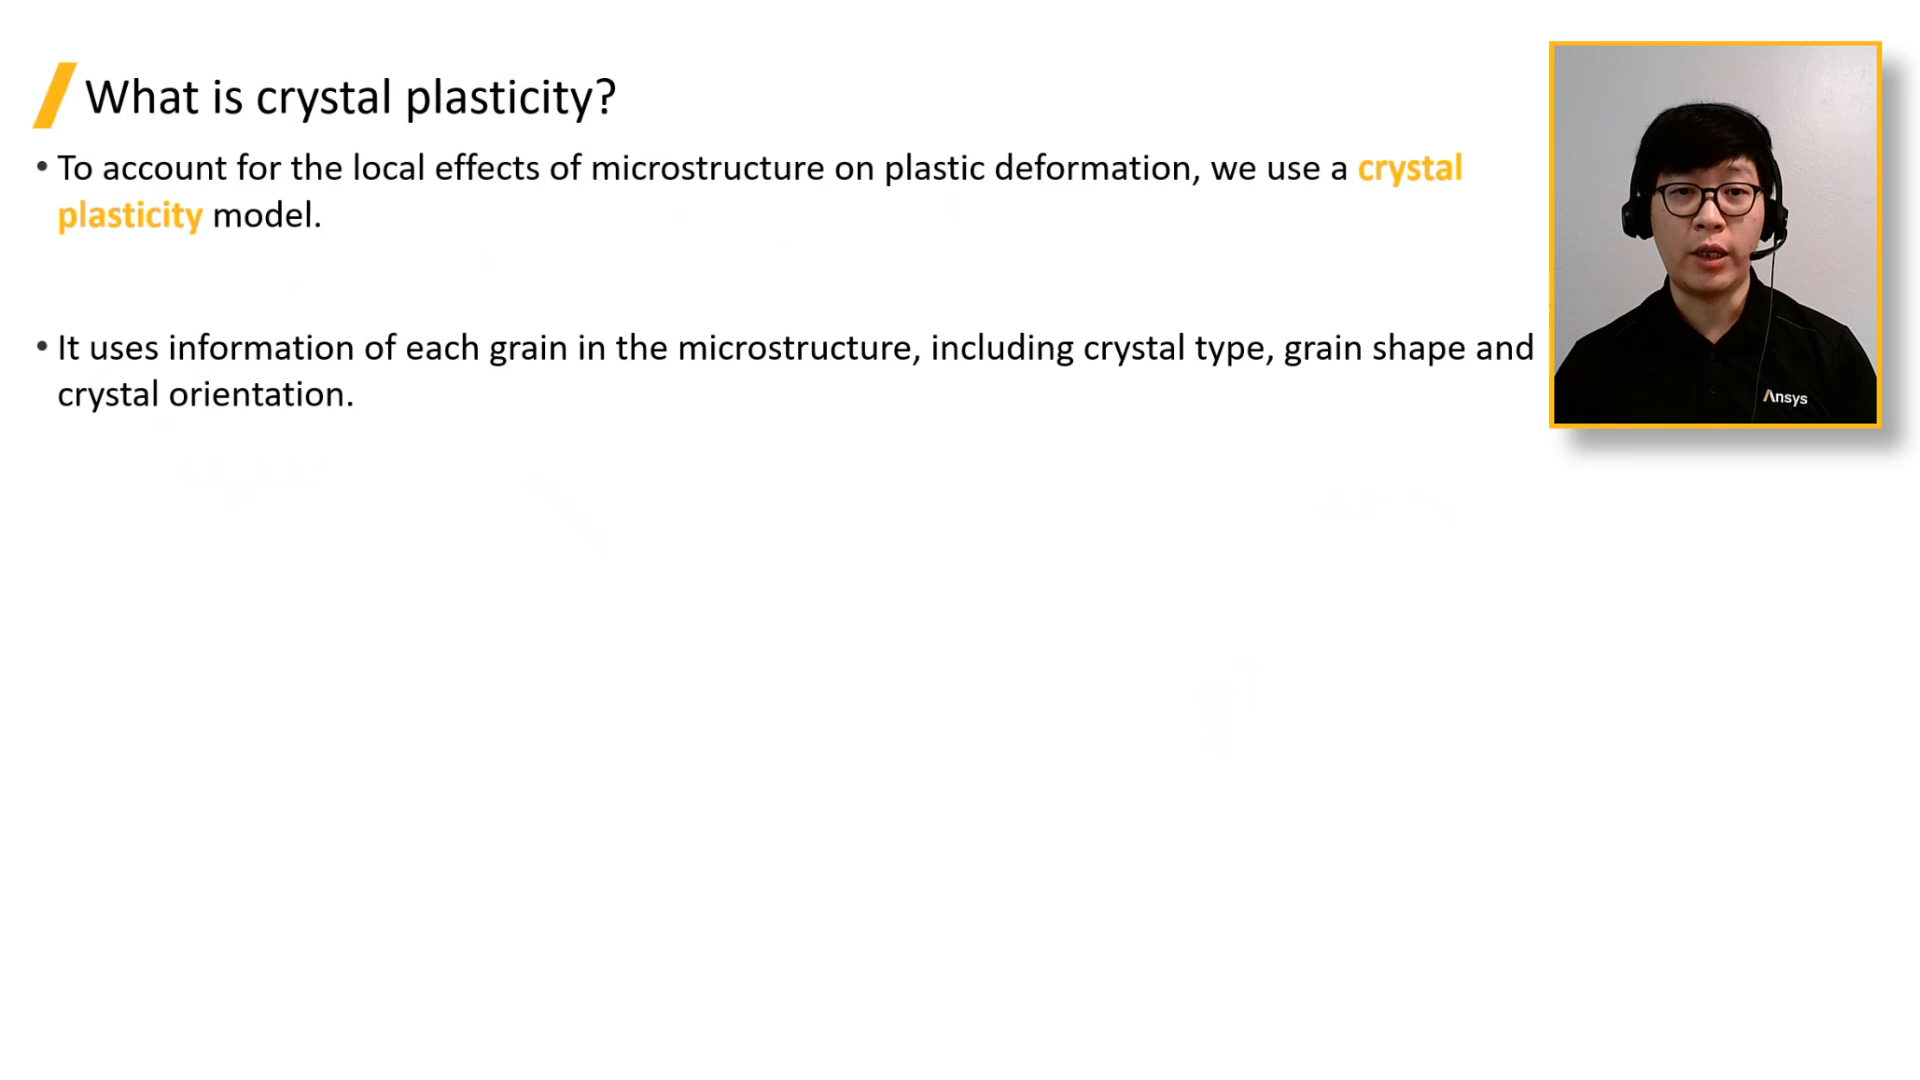 What is crystal plasticity?
• To account for the local effects of microstructure on plastic deformation, we use a crystal
plasticity model.
• It uses information of each grain in the microstructure, including crystal type, grain shape and
crystal orientation.
Ansys